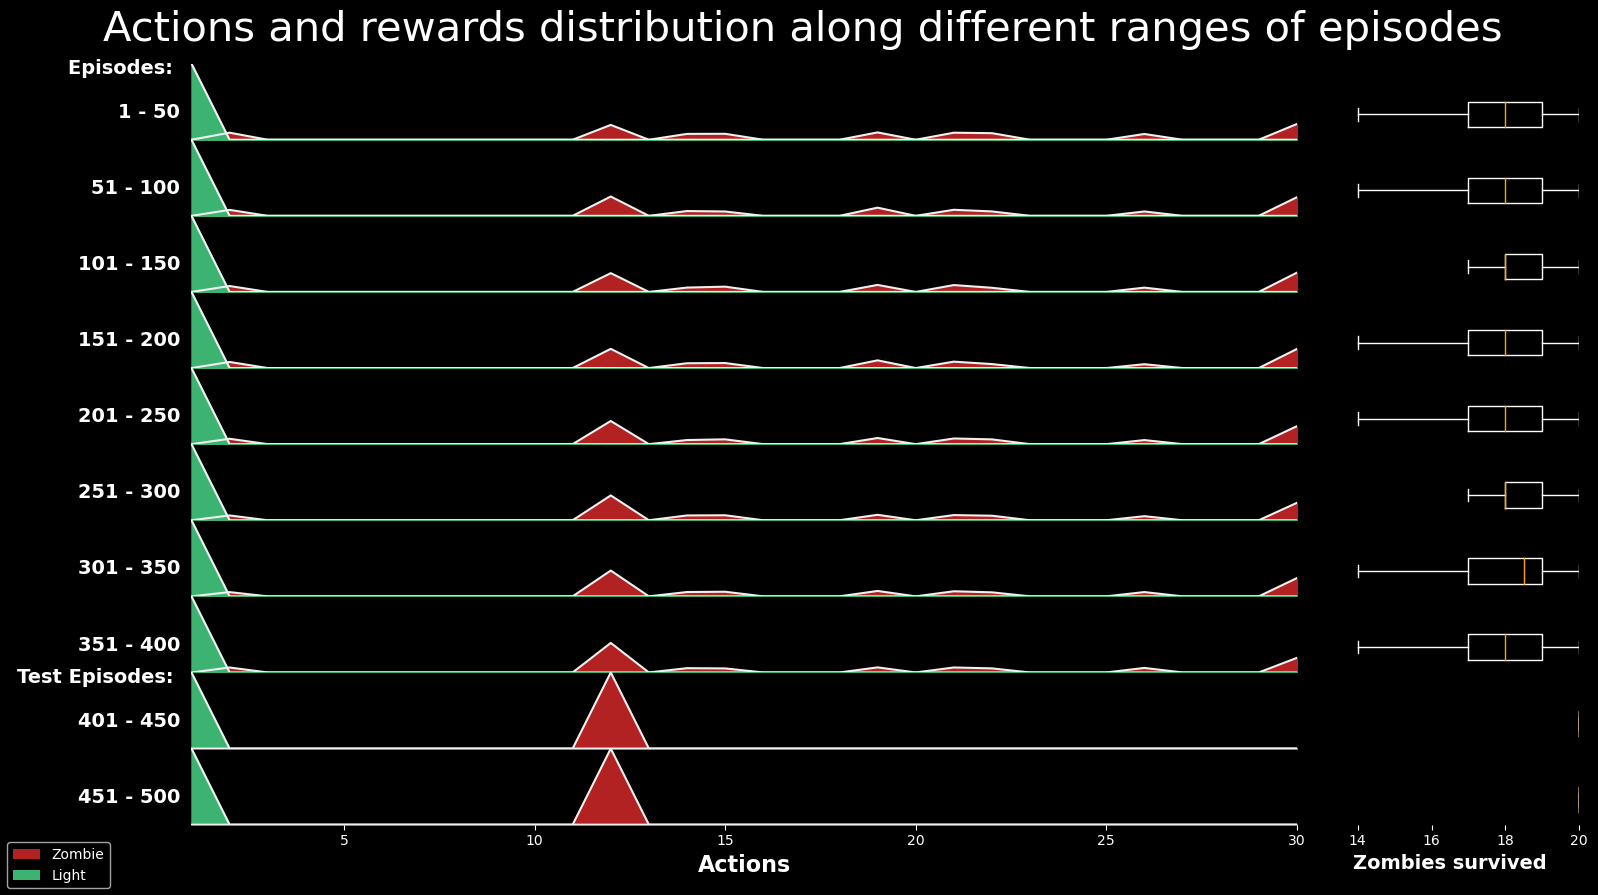 Actions and rewards distribution along different ranges of episodes
Episodes:
1 - 50
51 - 100
101 - 150
151 - 200
201 - 250
251 - 300
301 - 350
351 - 400
Test Episodes:
401 - 450
451 - 500
5 10 15 20 25 30
14 16 18 20
Actions
Zombies survived
Zombie
Light